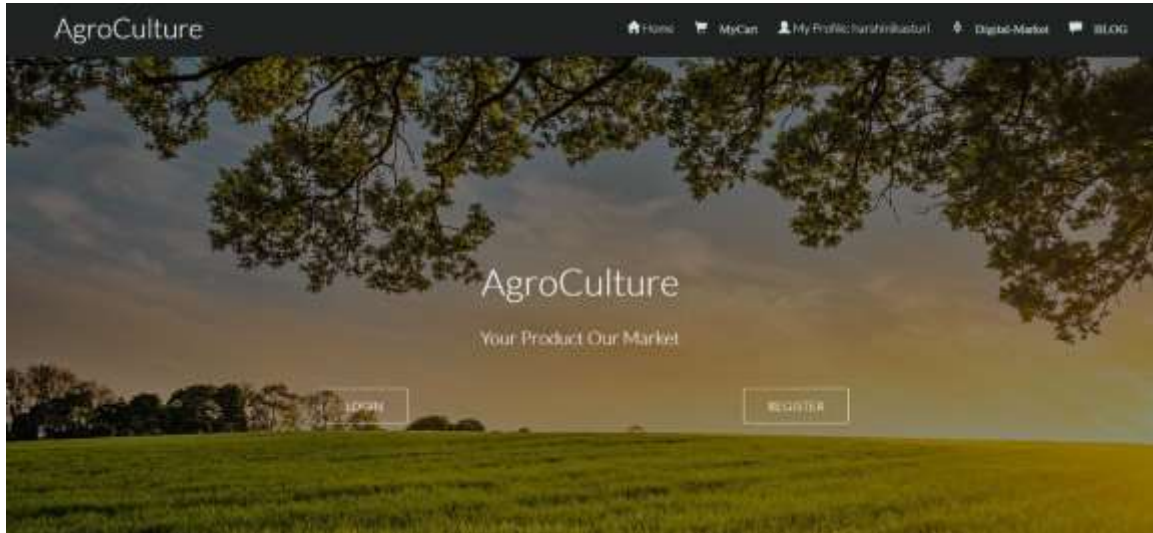 AgroCulture
Home MyCart My Profile: harshinikasturi Digital-Market BLOG
AgroCulture
Your Product Our Market
LOGIN
REGISTER